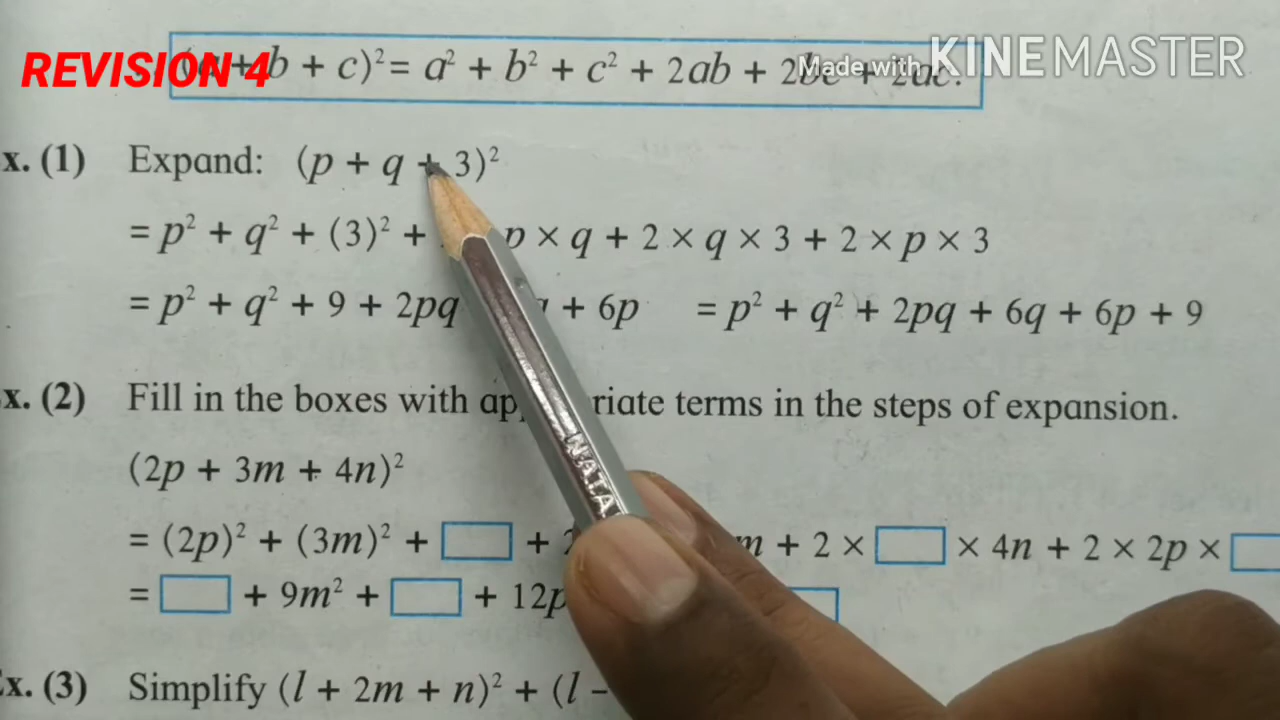 REVISION 4
Made with KINEMASTER
+ b + c)² = a² + b² + c² + 2ab + 2bc + 2ac.
x. (1) Expand: (p + q + 3)²
= p² + q² + (3)² + p × q + 2 × q × 3 + 2 × p × 3
= p² + q² + 9 + 2pq + 6p = p² + q² + 2pq + 6q + 6p + 9
x. (2) Fill in the boxes with appropriate terms in the steps of expansion.
(2p + 3m + 4n)²
= (2p)² + (3m)² + □ + m + 2 × □ × 4n + 2 × 2p × □
= □ + 9m² + □ + 12p □
x. (3) Simplify (l + 2m + n)² + (l –
NATA